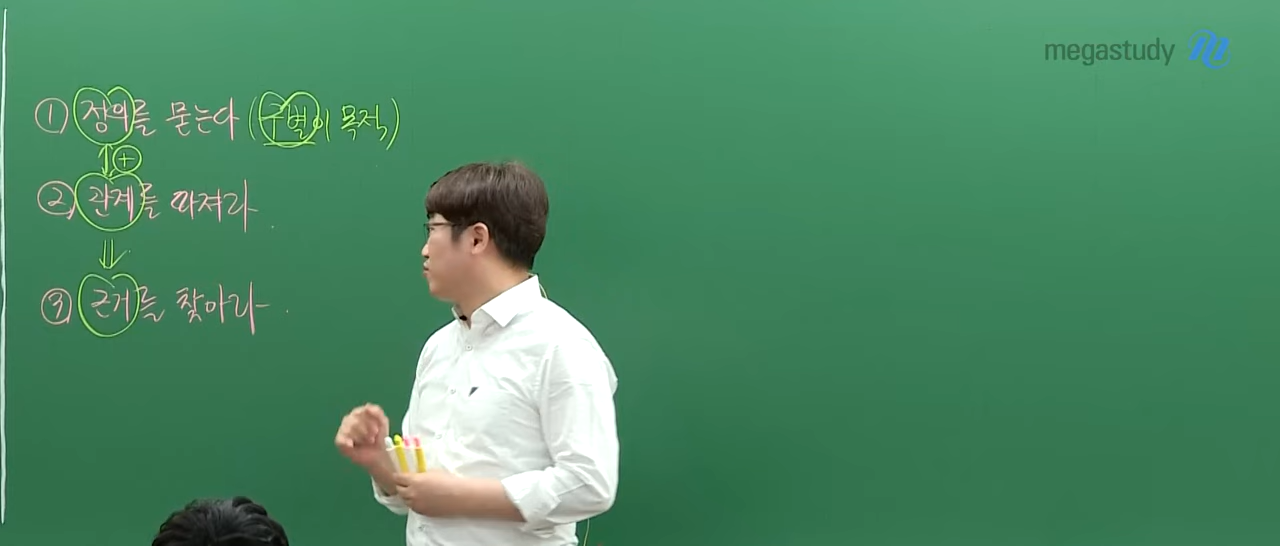 megastudy
① 정의를 묻는다 (구별이 목적)
↕ ⊕
② 관계를 따져라.
⇓
③ 근거를 찾아라.